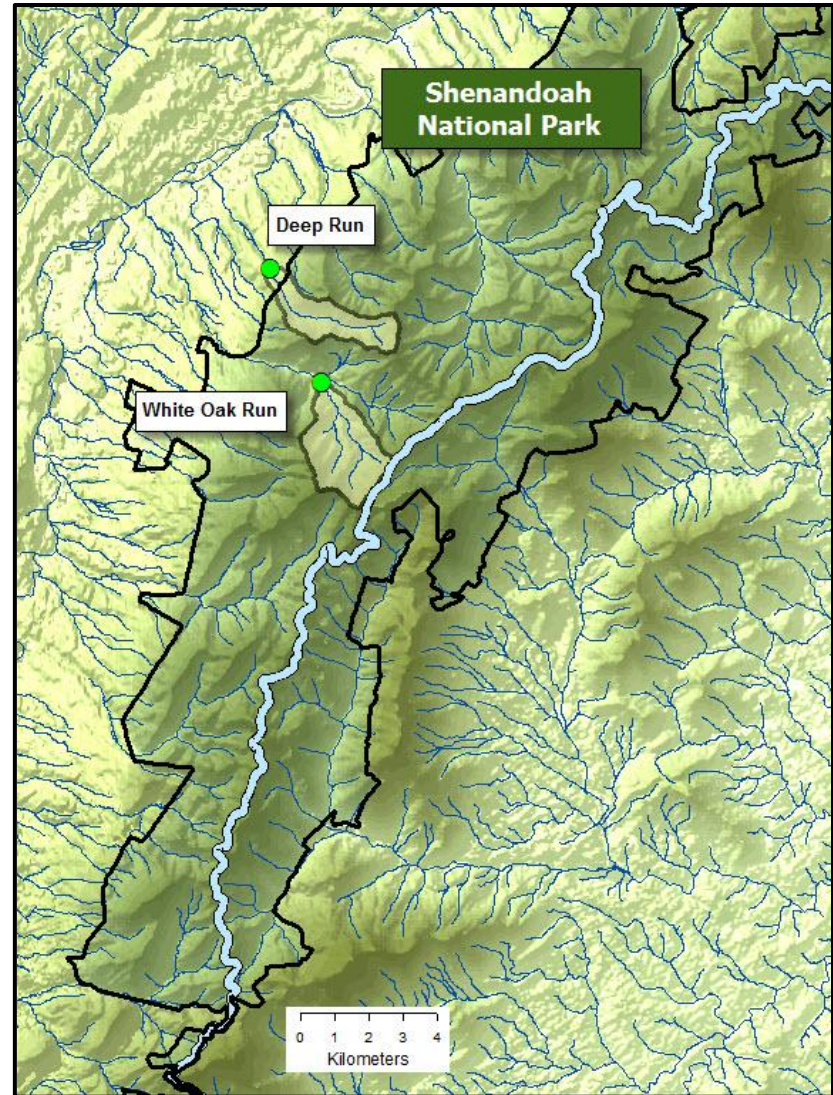 Shenandoah
National Park
Deep Run
White Oak Run
0 1 2 3 4
Kilometers